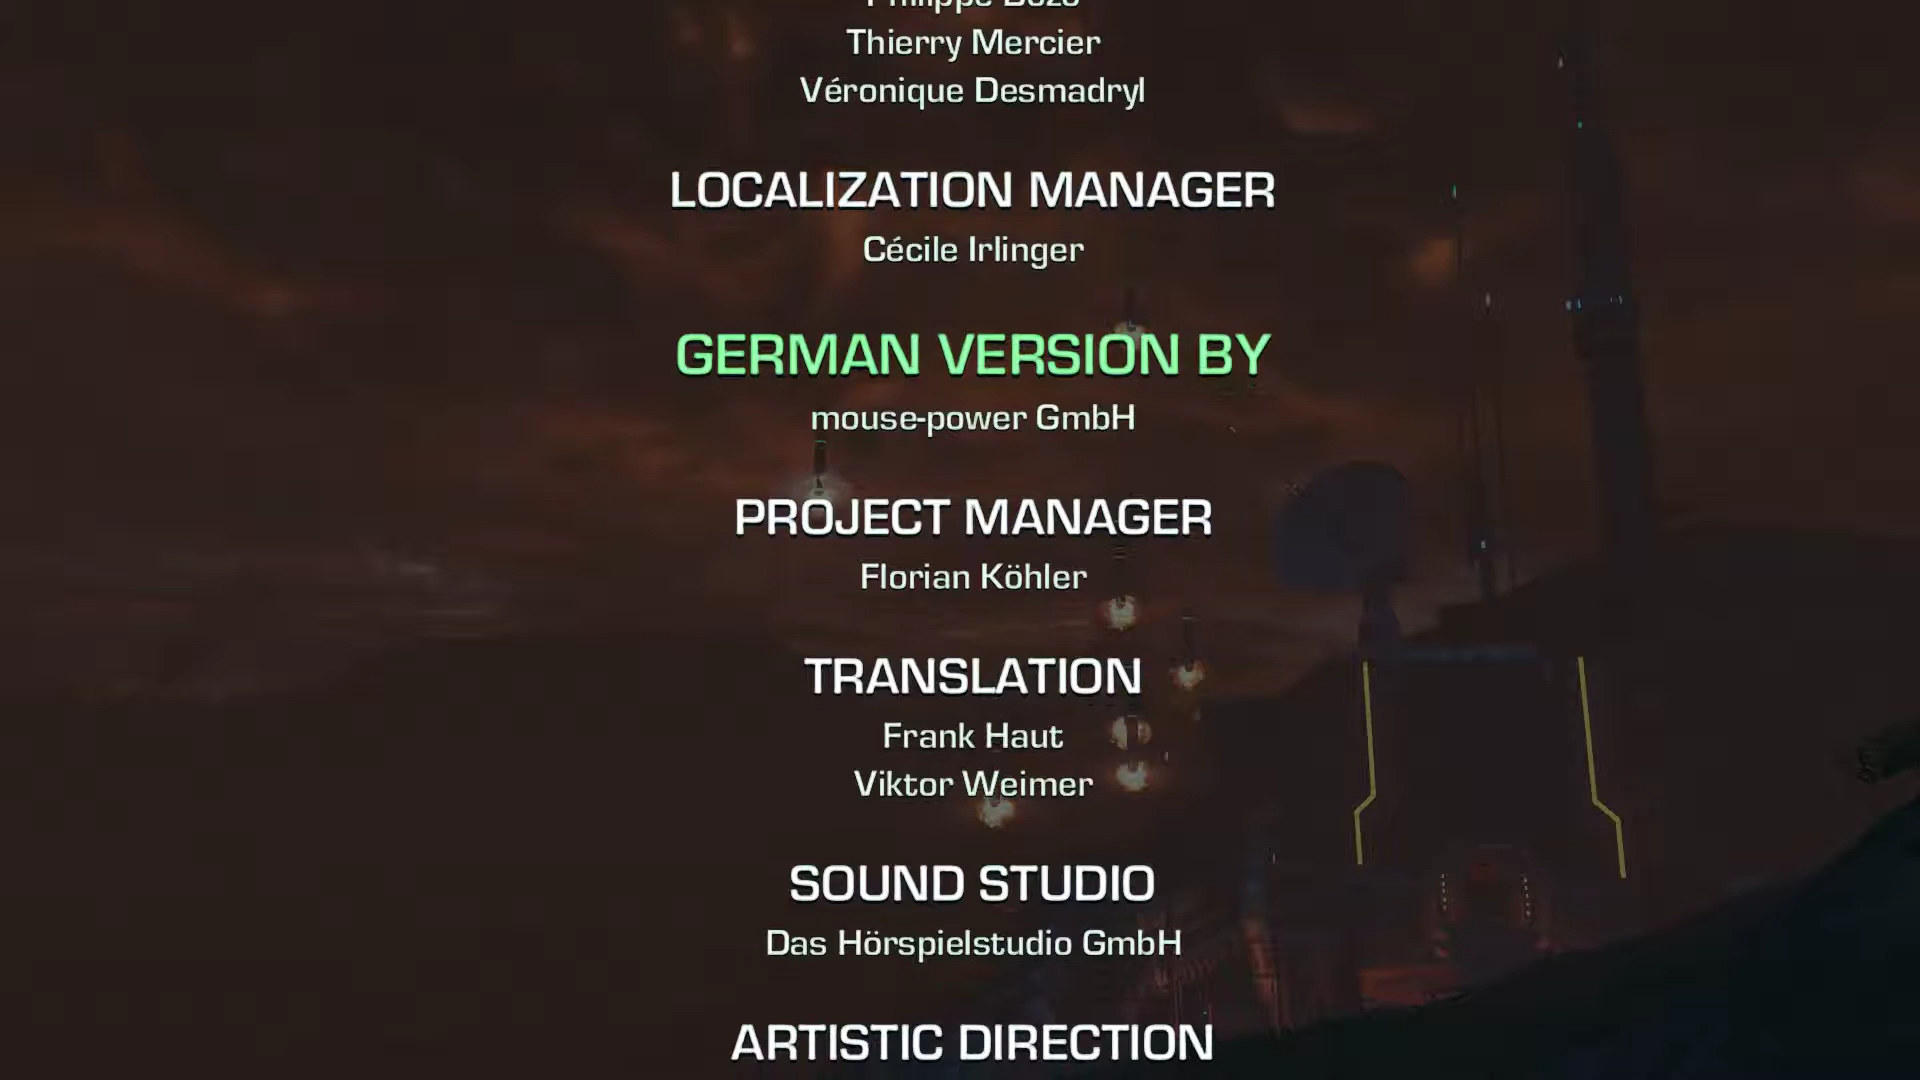 Thierry Mercier
Véronique Desmadryl
LOCALIZATION MANAGER
Cécile Irlinger
GERMAN VERSION BY
mouse-power GmbH
PROJECT MANAGER
Florian Köhler
TRANSLATION
Frank Haut
Viktor Weimer
SOUND STUDIO
Das Hörspielstudio GmbH
ARTISTIC DIRECTION